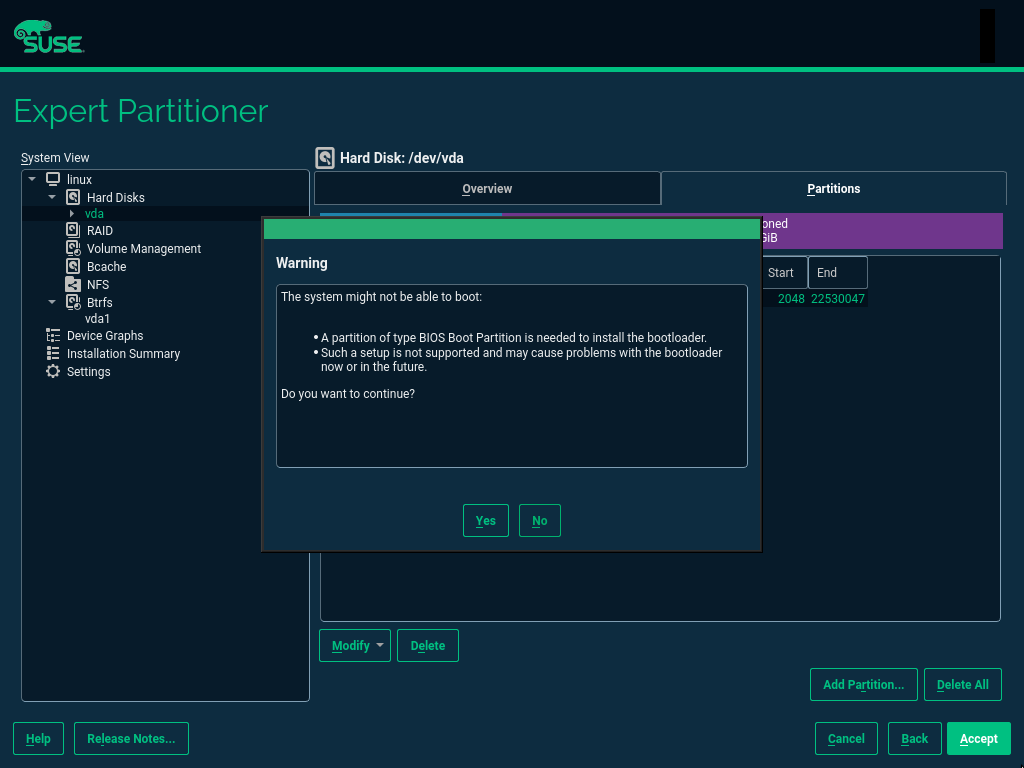 SUSE
Expert Partitioner
System View
linux
Hard Disks
vda
RAID
Volume Management
Bcache
NFS
Btrfs
vda1
Device Graphs
Installation Summary
Settings
Hard Disk: /dev/vda
Overview
Partitions
Start
End
2048
22530047
Warning
The system might not be able to boot:
• A partition of type BIOS Boot Partition is needed to install the bootloader.
• Such a setup is not supported and may cause problems with the bootloader
now or in the future.
Do you want to continue?
Yes
No
Modify
Delete
Add Partition...
Delete All
Help
Release Notes...
Cancel
Back
Accept